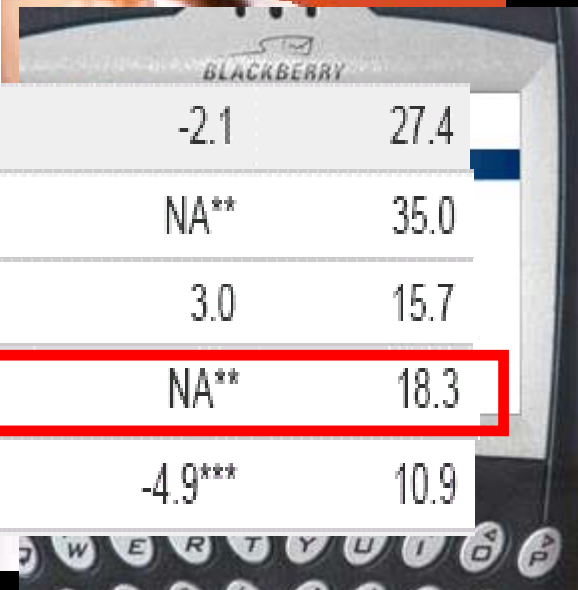 BLACKBERRY
-2.1 27.4
NA** 35.0
3.0 15.7
NA** 18.3
-4.9*** 10.9
W E R T Y U I O P